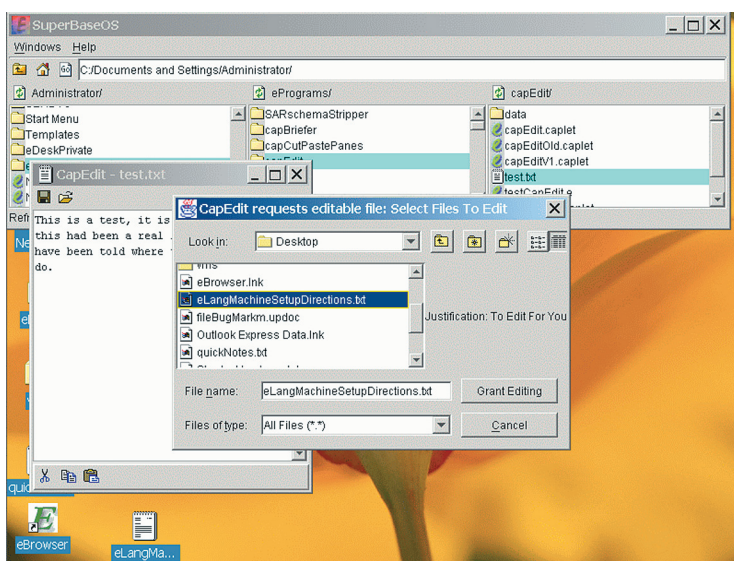 SuperBaseOS
Windows Help
C:/Documents and Settings/Administrator/
Administrator/
ePrograms/
capEdit/
Start Menu
Templates
eDeskPrivate
SARschemaStripper
capBriefer
capCutPastePanes
data
capEdit.caplet
capEditOld.caplet
capEditV1.caplet
test.txt
testCapEdit.e
CapEdit - test.txt
This is a test, it is
this had been a real
have been told where
do.
CapEdit requests editable file: Select Files To Edit
Look in:
Desktop
vms
eBrowser.lnk
eLangMachineSetupDirections.txt
fileBugMarkm.updoc
Outlook Express Data.lnk
quickNotes.txt
Justification: To Edit For You
File name:
eLangMachineSetupDirections.txt
Grant Editing
Files of type:
All Files (*.*)
Cancel
eBrowser
eLangMa...